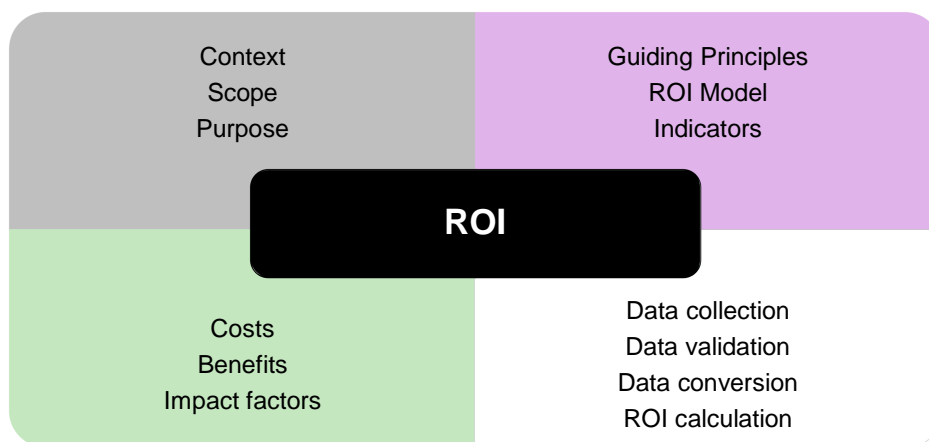 Context
Scope
Purpose
Guiding Principles
ROI Model
Indicators
ROI
Costs
Benefits
Impact factors
Data collection
Data validation
Data conversion
ROI calculation